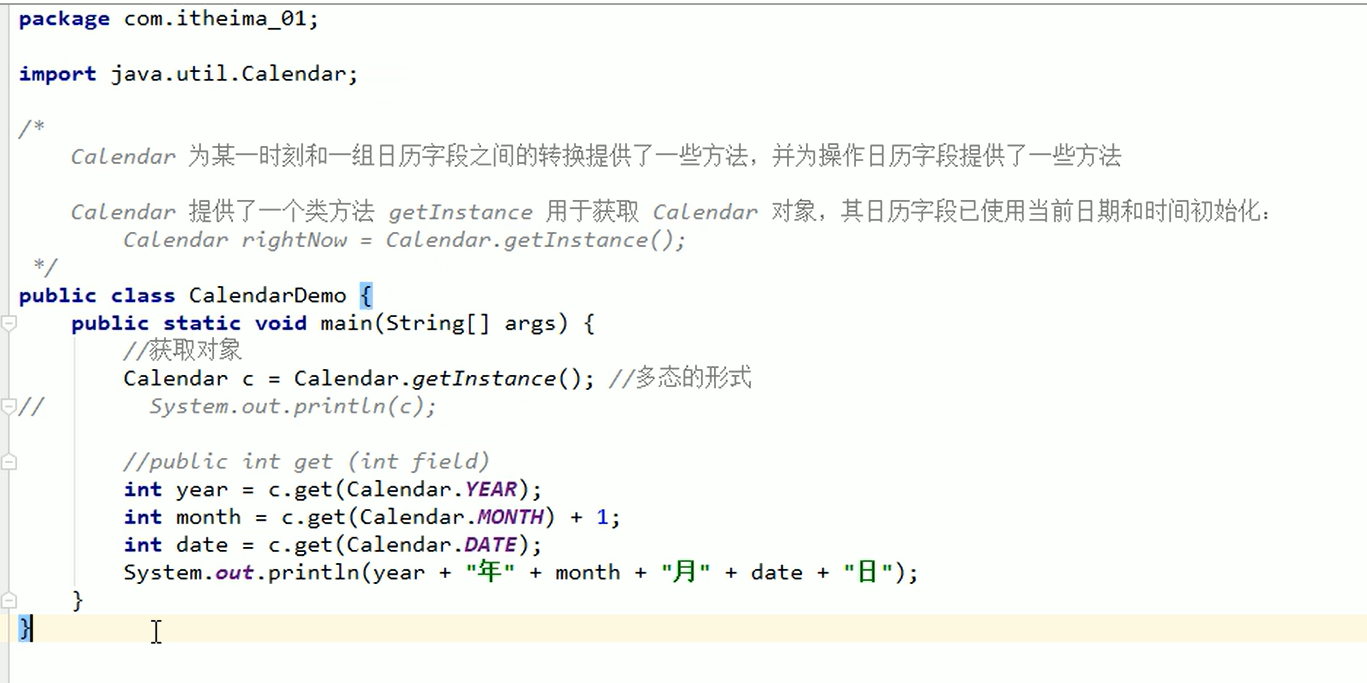 package com.itheima_01;
import java.util.Calendar;
/*
Calendar 为某一时刻和一组日历字段之间的转换提供了一些方法，并为操作日历字段提供了一些方法
Calendar 提供了一个类方法 getInstance 用于获取 Calendar 对象，其日历字段已使用当前日期和时间初始化：
Calendar rightNow = Calendar.getInstance();
*/
public class CalendarDemo {
public static void main(String[] args) {
//获取对象
Calendar c = Calendar.getInstance(); //多态的形式
// System.out.println(c);
//public int get (int field)
int year = c.get(Calendar.YEAR);
int month = c.get(Calendar.MONTH) + 1;
int date = c.get(Calendar.DATE);
System.out.println(year + "年" + month + "月" + date + "日");
}
}